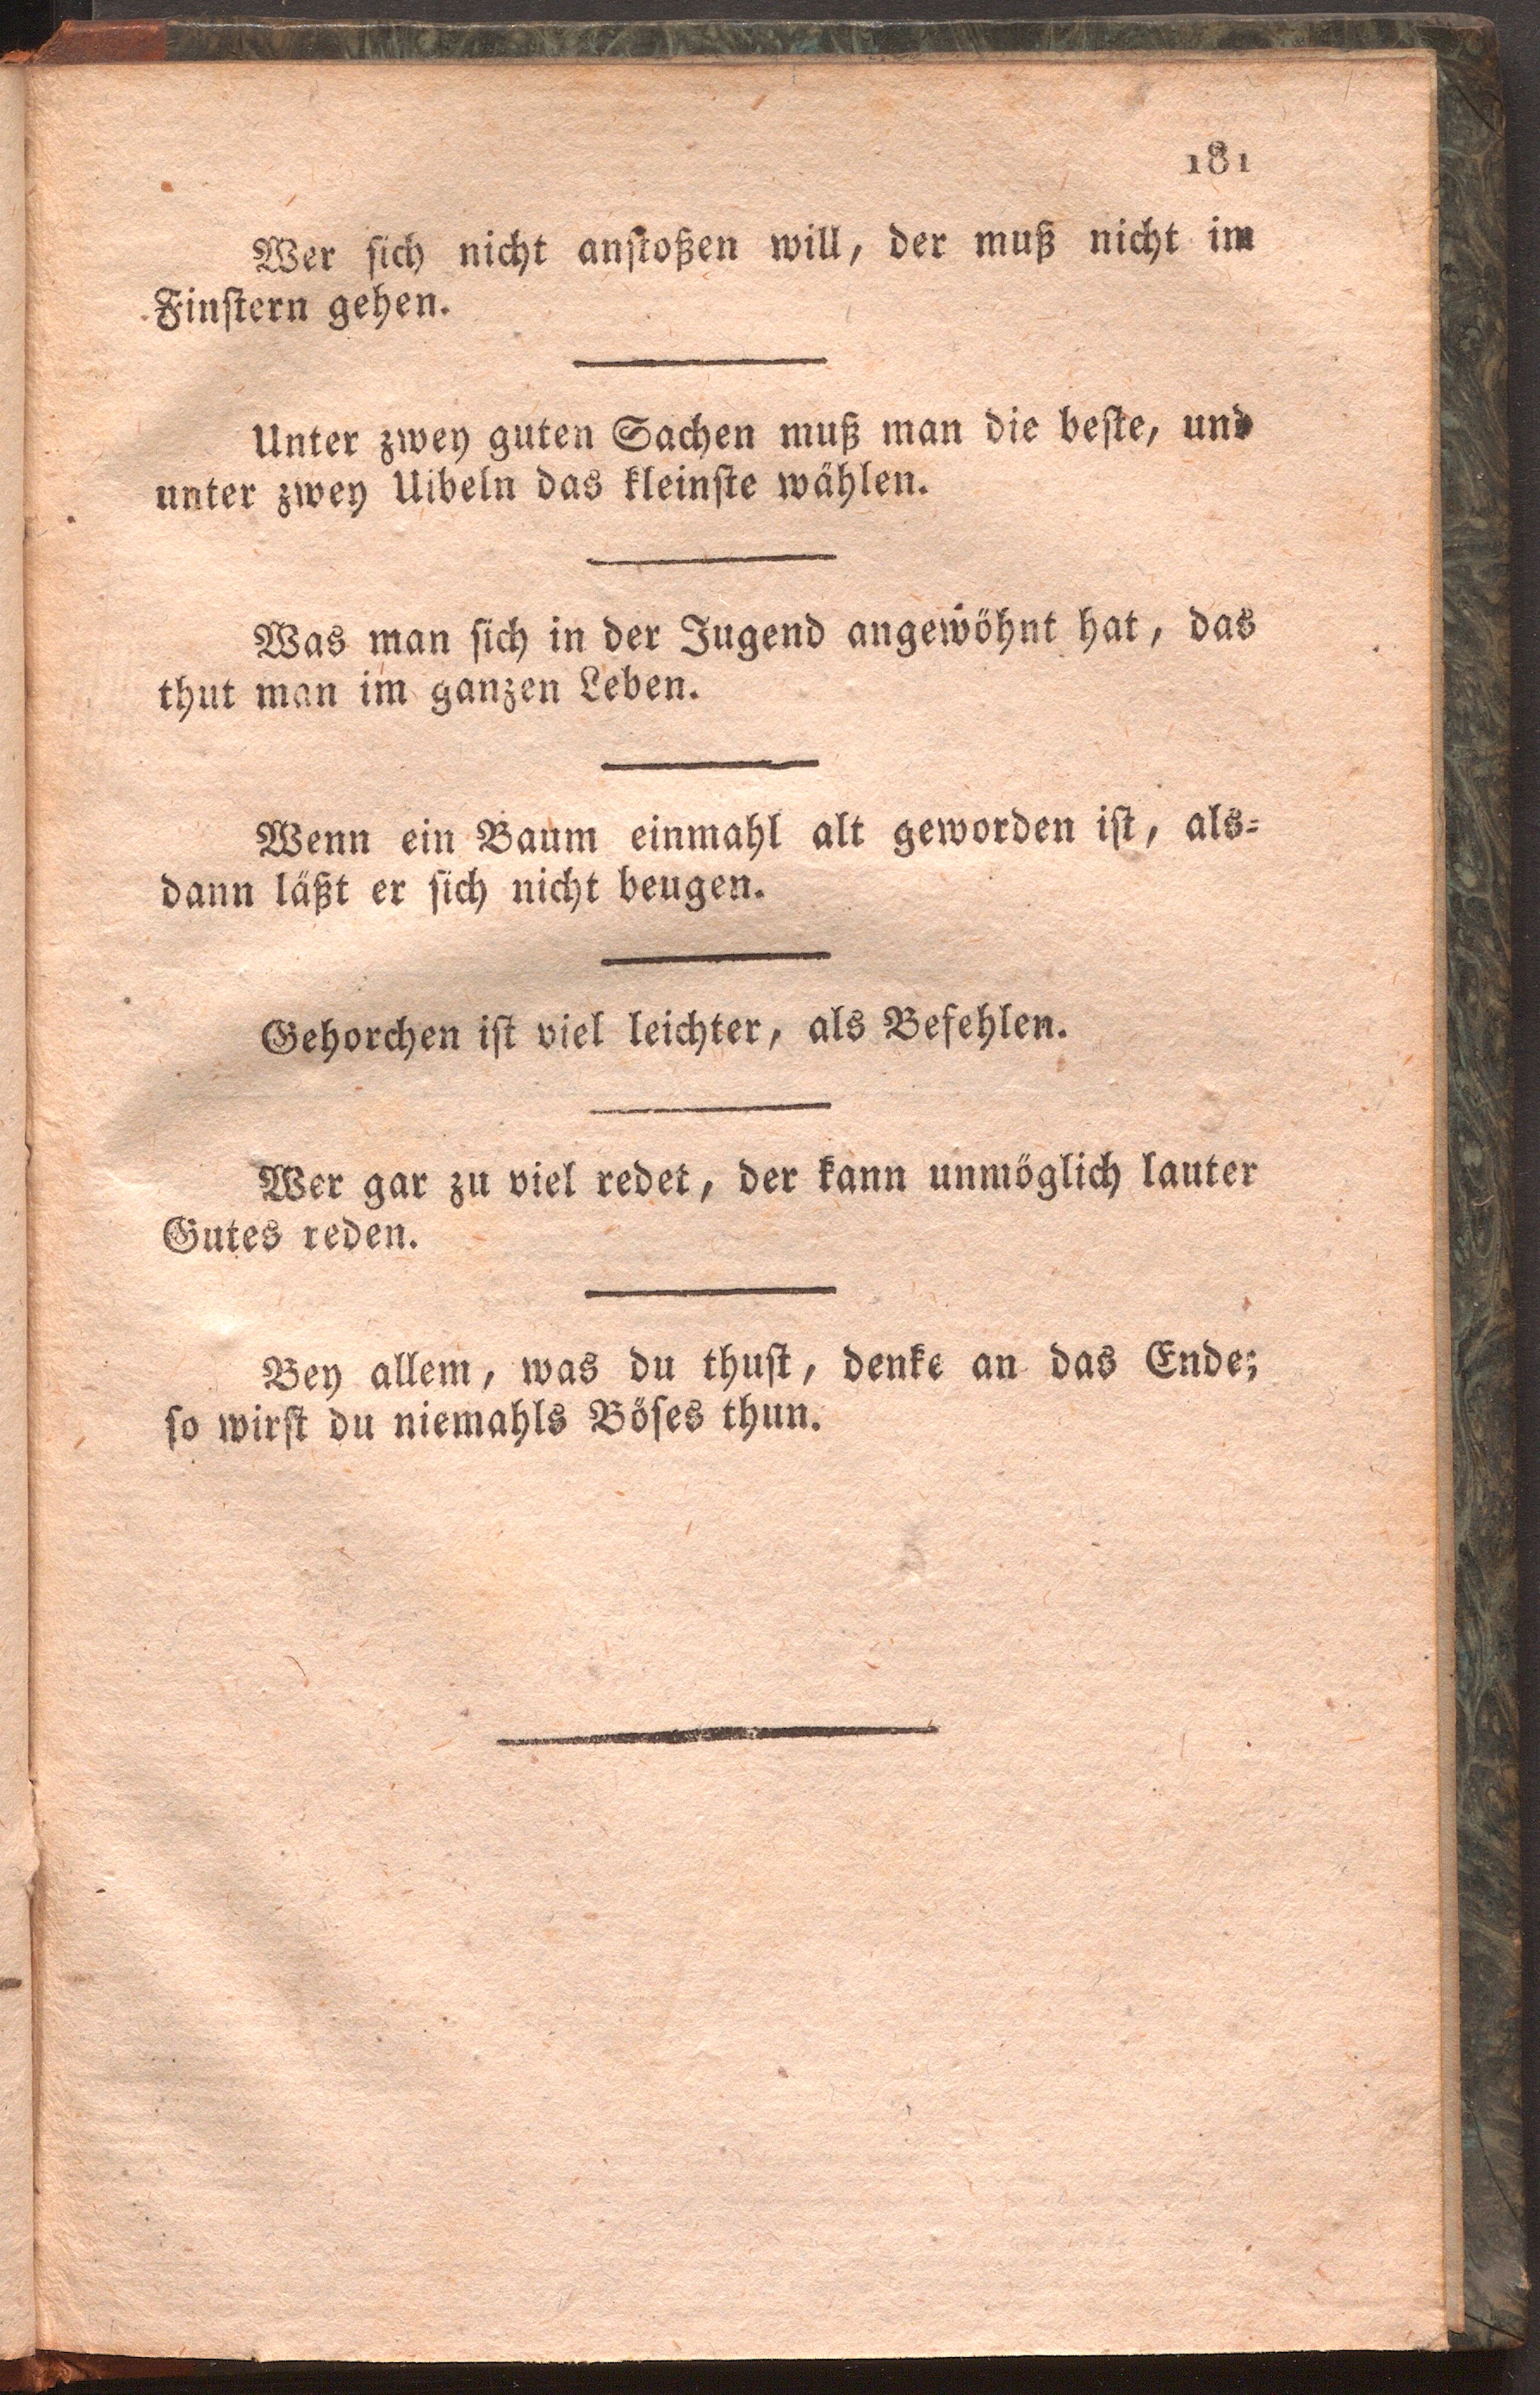 181
Wer sich nicht anstoßen will, der muß nicht im
Finstern gehen.
Unter zwey guten Sachen muß man die beste, und
unter zwey Uibeln das kleinste wählen.
Was man sich in der Jugend angewöhnt hat, das
thut man im ganzen Leben.
Wenn ein Baum einmahl alt geworden ist, als-
dann läßt er sich nicht beugen.
Gehorchen ist viel leichter, als Befehlen.
Wer gar zu viel redet, der kann unmöglich lauter
Gutes reden.
Bey allem, was du thust, denke an das Ende;
so wirst du niemahls Böses thun.